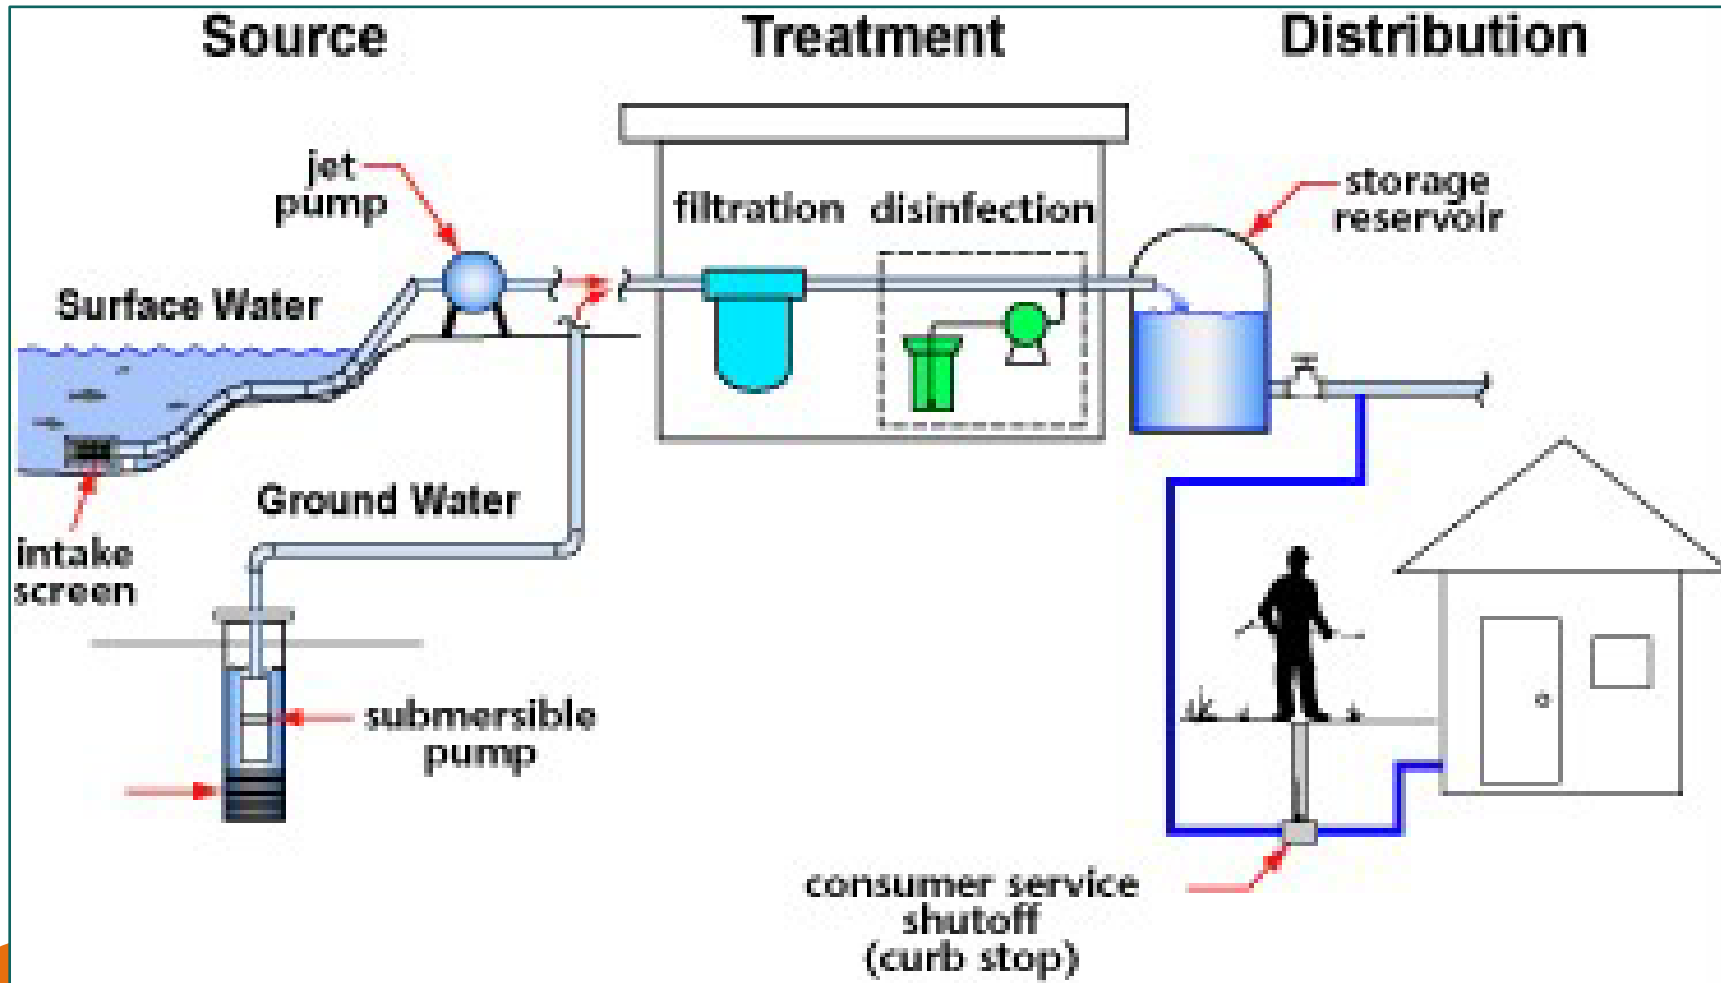 Source
Treatment
Distribution
jet
pump
filtration
disinfection
storage
reservoir
Surface Water
Ground Water
intake
screen
submersible
pump
consumer service
shutoff
(curb stop)